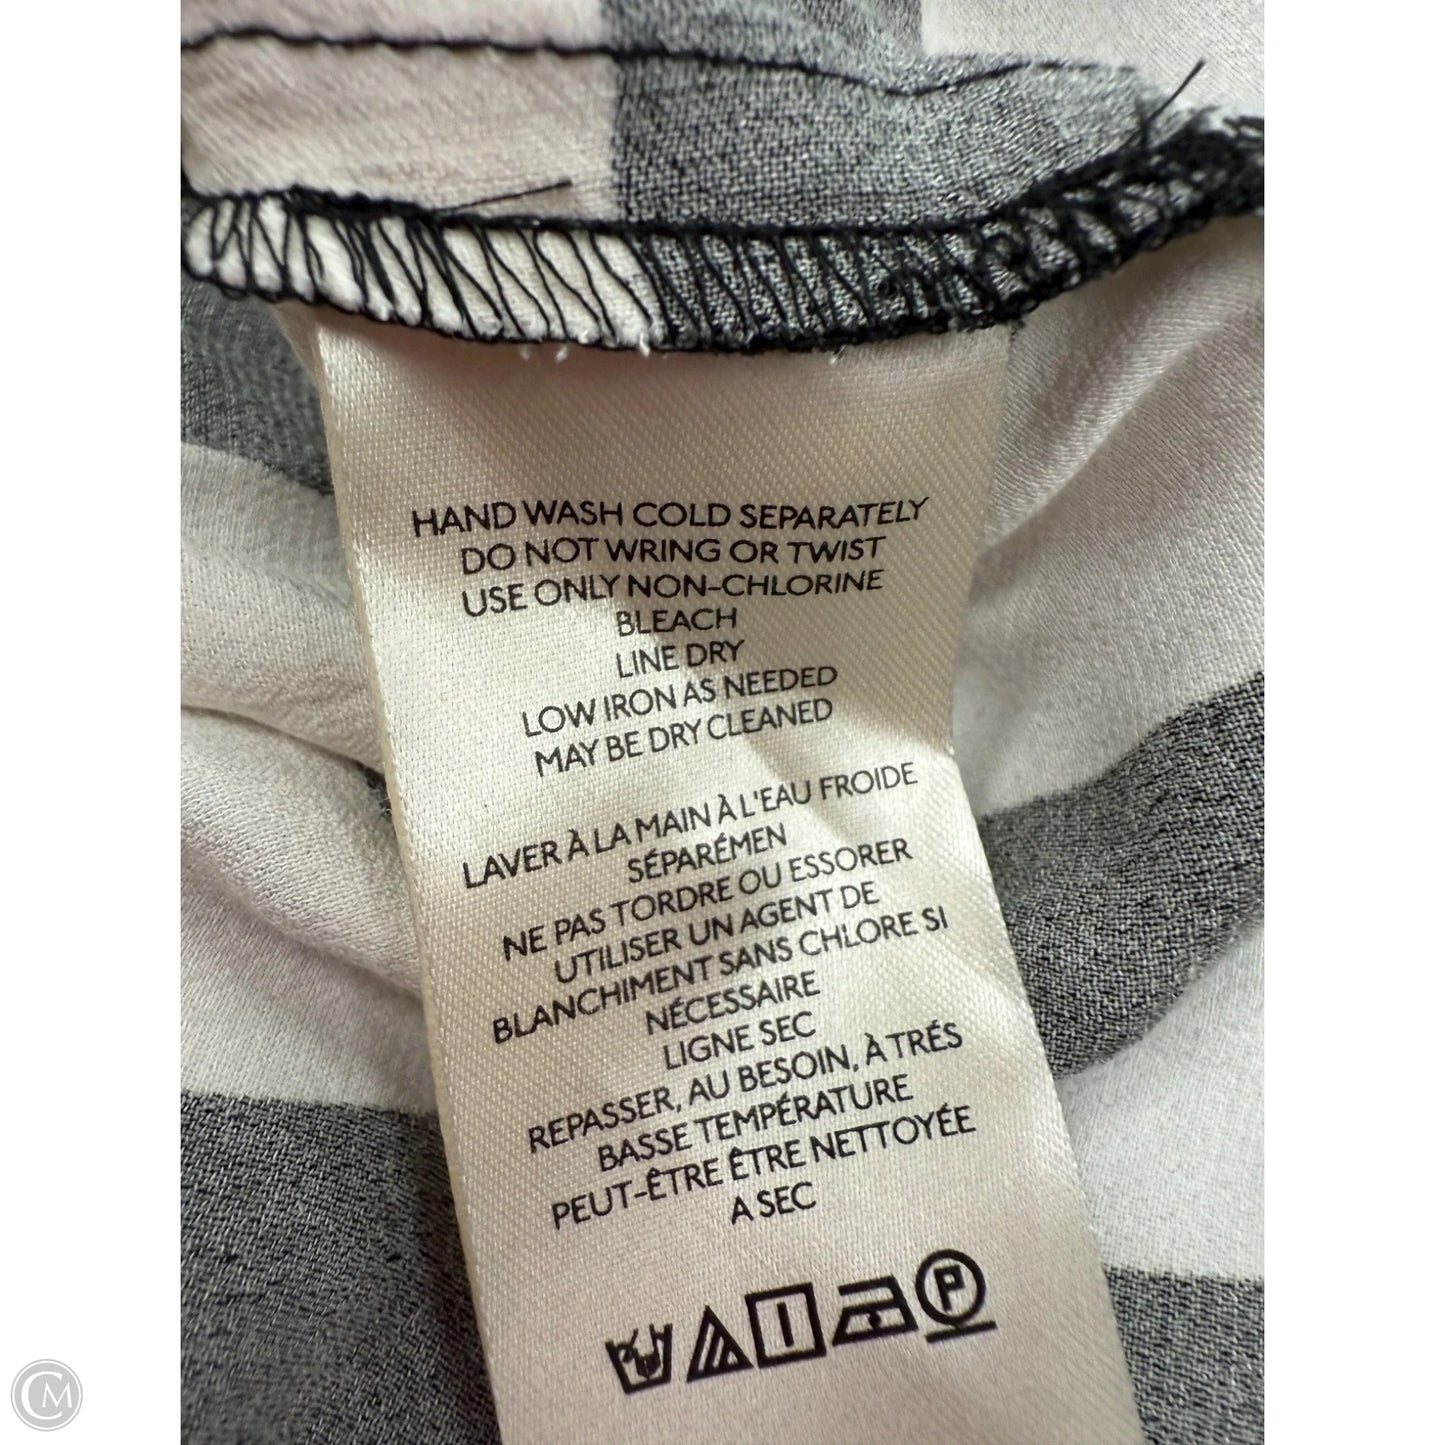 HAND WASH COLD SEPARATELY
DO NOT WRING OR TWIST
USE ONLY NON-CHLORINE
BLEACH
LINE DRY
LOW IRON AS NEEDED
MAY BE DRY CLEANED
LAVER À LA MAIN À L'EAU FROIDE
SÉPARÉMEN
NE PAS TORDRE OU ESSORER
UTILISER UN AGENT DE
BLANCHIMENT SANS CHLORE SI
NÉCESSAIRE
LIGNE SEC
REPASSER, AU BESOIN, À TRÉS
BASSE TEMPÉRATURE
PEUT-ÊTRE ÊTRE NETTOYÉE
A SEC
P
CM